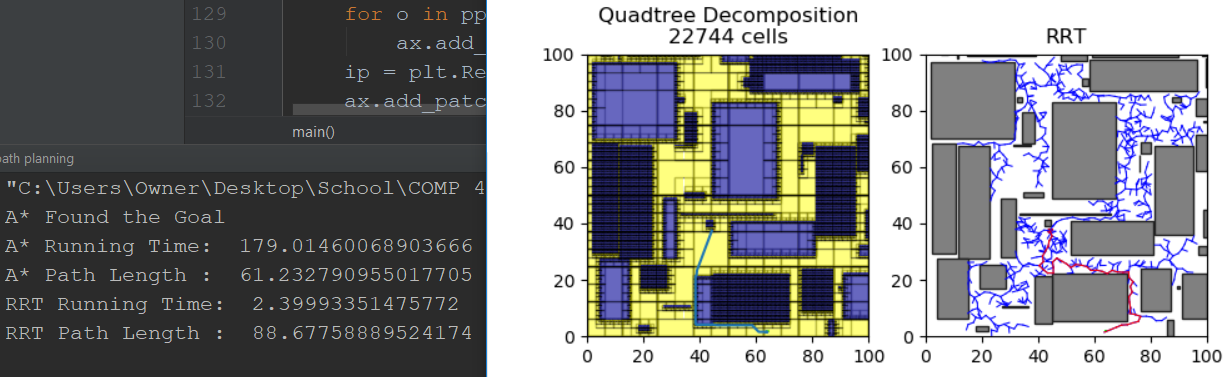 129 for o in pp
130 ax.add_
131 ip = plt.Re
132 ax.add_patc
main()
path planning
"C:\Users\Owner\Desktop\School\COMP 4
A* Found the Goal
A* Running Time: 179.01460068903666
A* Path Length : 61.232790955017705
RRT Running Time: 2.39993351475772
RRT Path Length : 88.67758889524174
Quadtree Decomposition
22744 cells
100
80
60
40
20
0
0 20 40 60 80 100
RRT
100
80
60
40
20
0
0 20 40 60 80 100